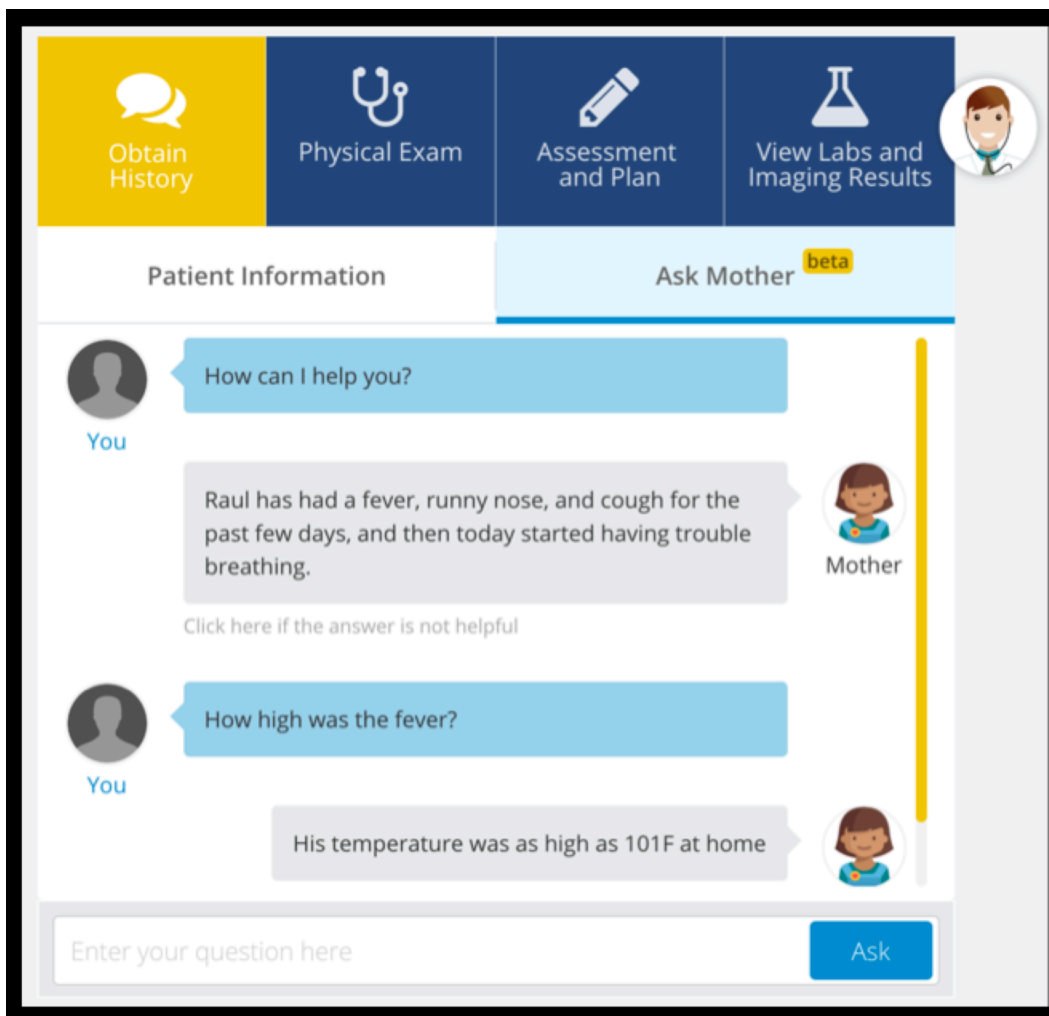 Obtain
History
Physical Exam
Assessment
and Plan
View Labs and
Imaging Results
Patient Information
Ask Mother beta
How can I help you?
You
Raul has had a fever, runny nose, and cough for the
past few days, and then today started having trouble
breathing.
Mother
Click here if the answer is not helpful
How high was the fever?
You
His temperature was as high as 101F at home
Enter your question here
Ask